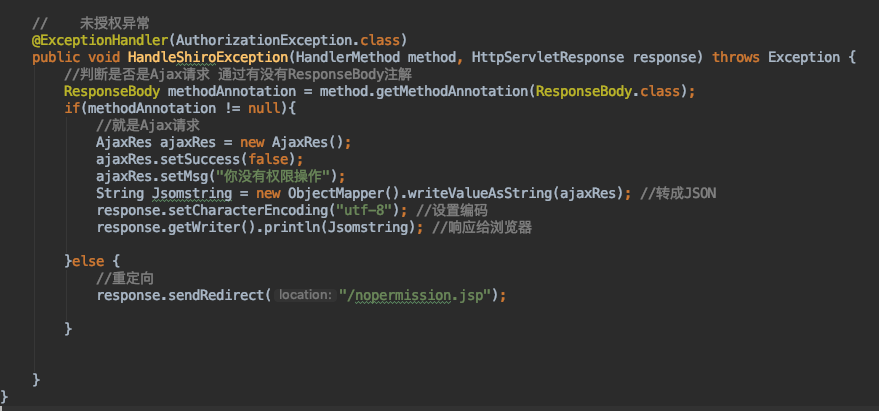 //    未授权异常
@ExceptionHandler(AuthorizationException.class)
public void HandleShiroException(HandlerMethod method, HttpServletResponse response) throws Exception {
//判断是否是Ajax请求 通过有没有ResponseBody注解
ResponseBody methodAnnotation = method.getMethodAnnotation(ResponseBody.class);
if(methodAnnotation != null){
//就是Ajax请求
AjaxRes ajaxRes = new AjaxRes();
ajaxRes.setSuccess(false);
ajaxRes.setMsg("你没有权限操作");
String Jsomstring = new ObjectMapper().writeValueAsString(ajaxRes); //转成JSON
response.setCharacterEncoding("utf-8"); //设置编码
response.getWriter().println(Jsomstring); //响应给浏览器
}else {
//重定向
response.sendRedirect( location: "/nopermission.jsp");
}
}
}